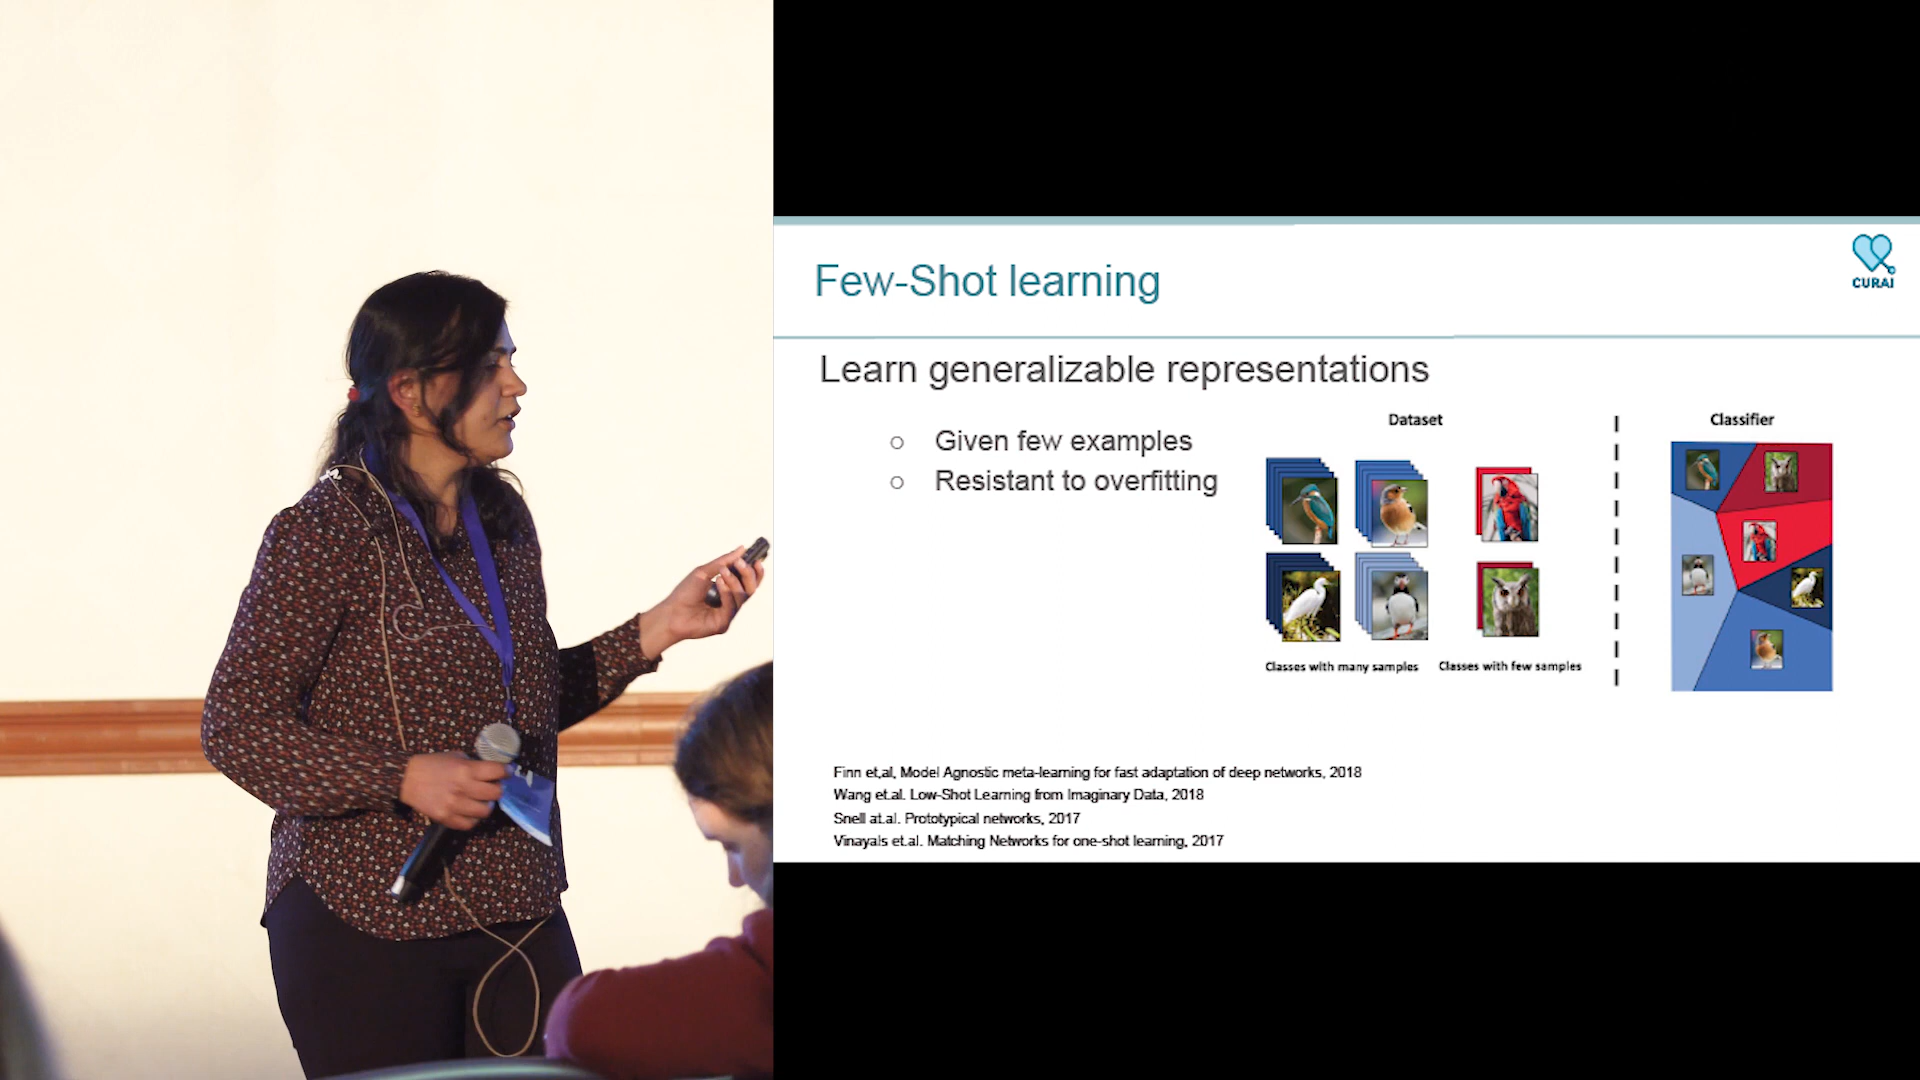 Few-Shot learning
CURAI
Learn generalizable representations
Given few examples
Resistant to overfitting
Dataset
Classifier
Classes with many samples
Classes with few samples
Finn et,al, Model Agnostic meta-learning for fast adaptation of deep networks, 2018
Wang et.al. Low-Shot Learning from Imaginary Data, 2018
Snell at.al. Prototypical networks, 2017
Vinayals et.al. Matching Networks for one-shot learning, 2017